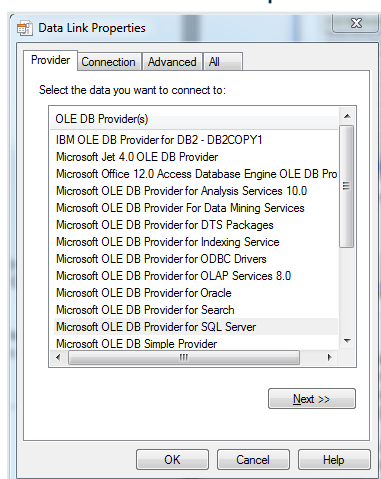 Data Link Properties
Provider Connection Advanced All
Select the data you want to connect to:
OLE DB Provider(s)
IBM OLE DB Provider for DB2 - DB2COPY1
Microsoft Jet 4.0 OLE DB Provider
Microsoft Office 12.0 Access Database Engine OLE DB Pro
Microsoft OLE DB Provider for Analysis Services 10.0
Microsoft OLE DB Provider For Data Mining Services
Microsoft OLE DB Provider for DTS Packages
Microsoft OLE DB Provider for Indexing Service
Microsoft OLE DB Provider for ODBC Drivers
Microsoft OLE DB Provider for OLAP Services 8.0
Microsoft OLE DB Provider for Oracle
Microsoft OLE DB Provider for Search
Microsoft OLE DB Provider for SQL Server
Microsoft OLE DB Simple Provider
Next >>
OK Cancel Help